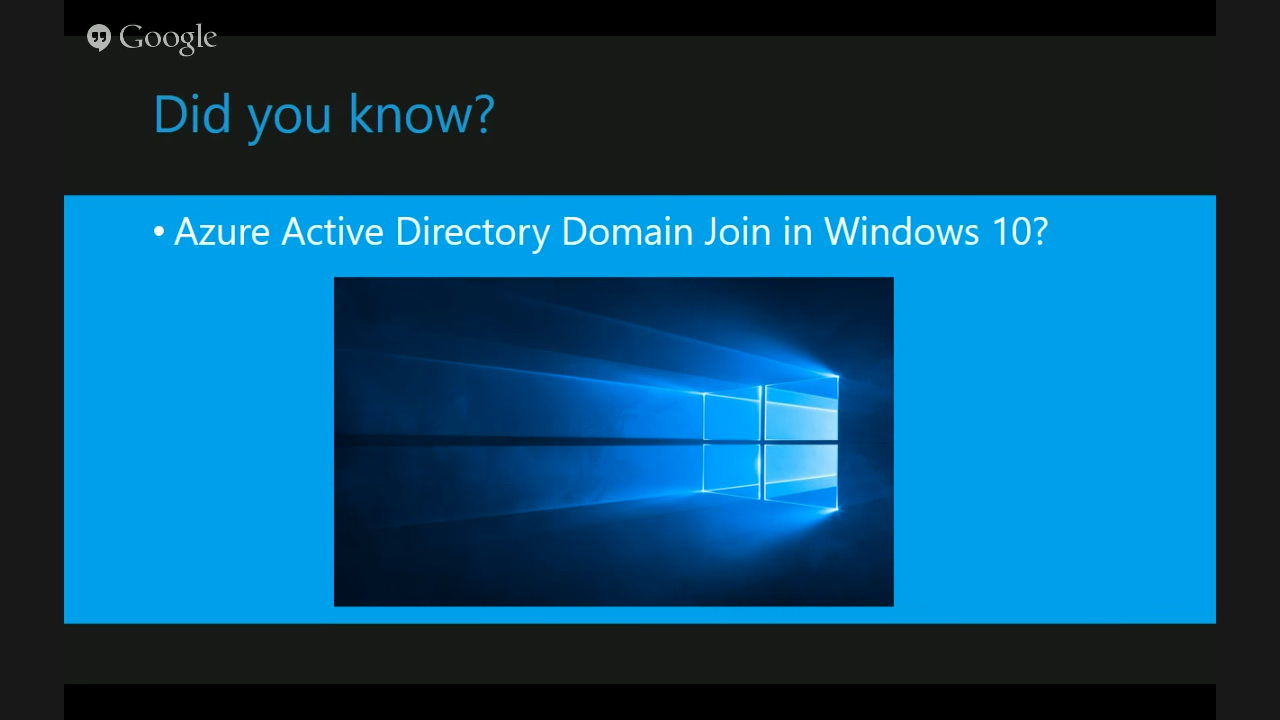 Google
Did you know?
• Azure Active Directory Domain Join in Windows 10?